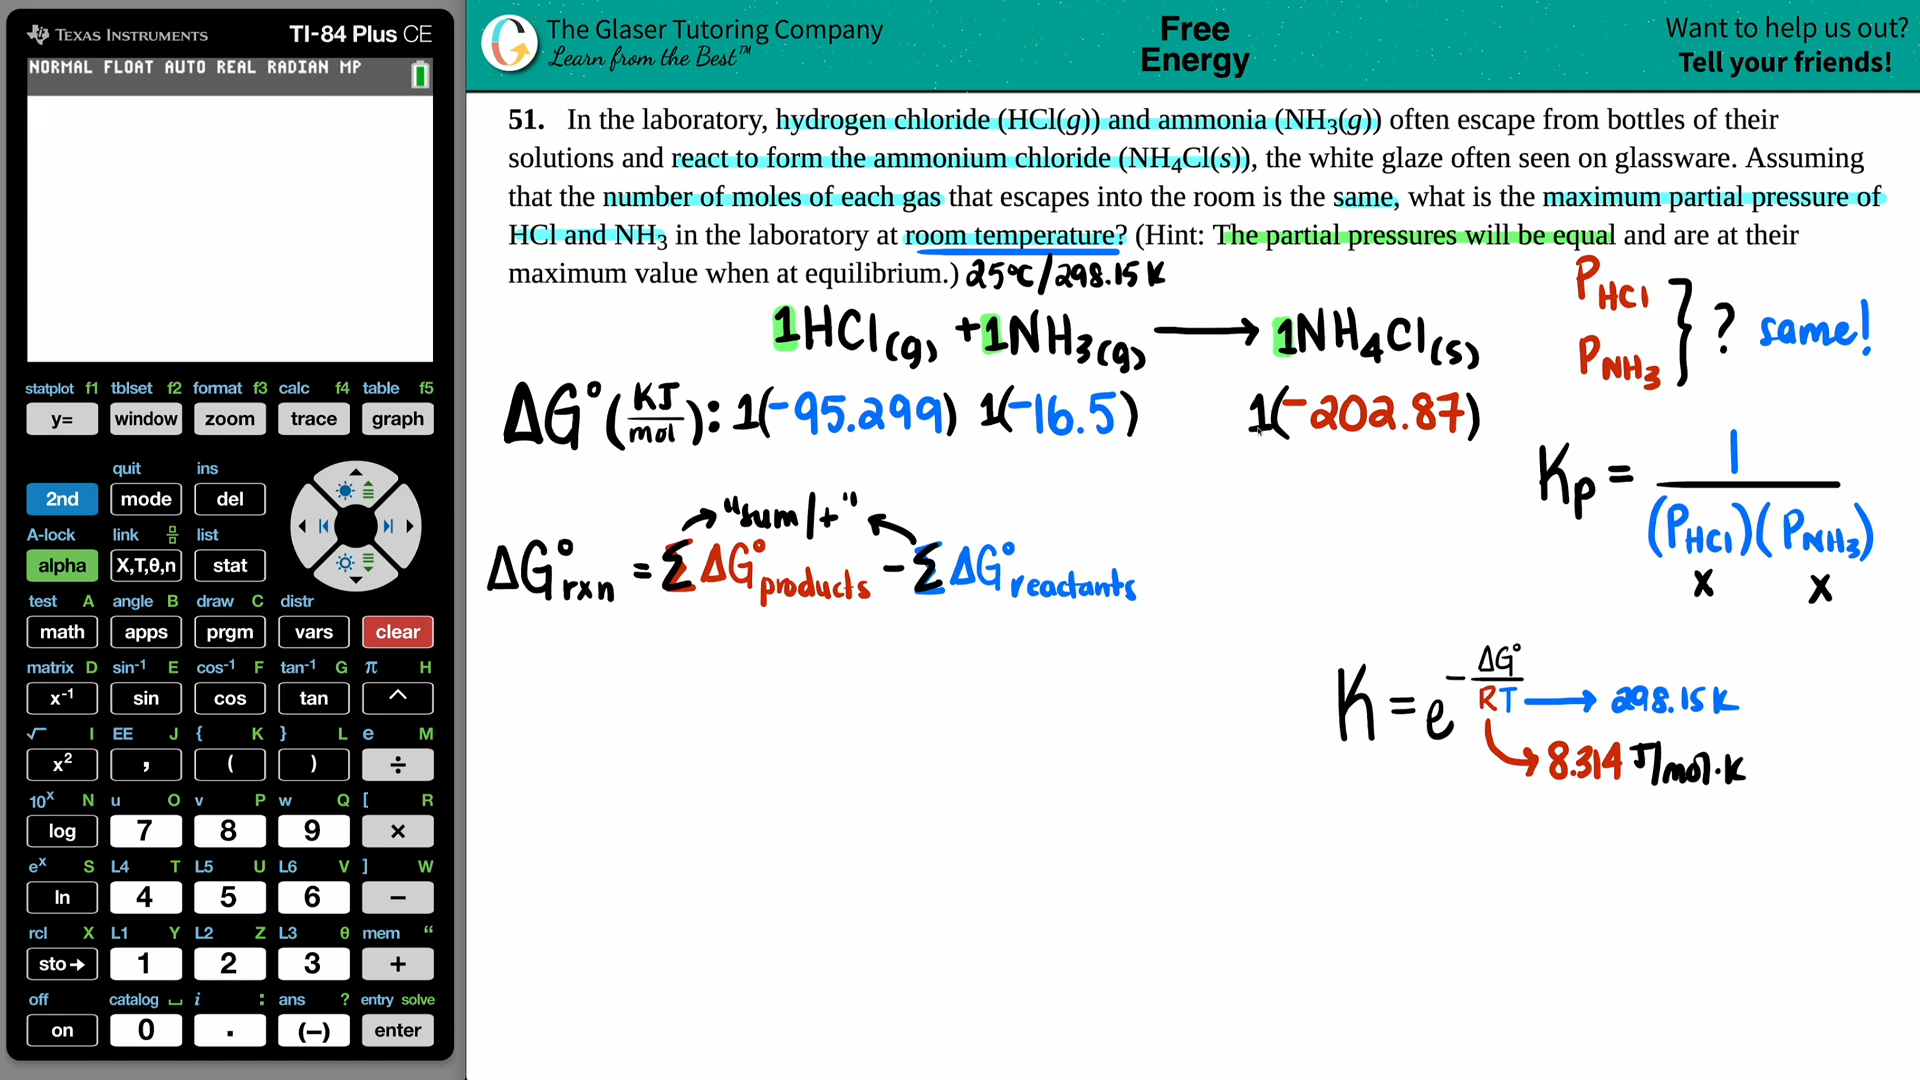 TEXAS INSTRUMENTS TI-84 Plus CE
NORMAL FLOAT AUTO REAL RADIAN MP
statplot f1 tblset f2 format f3 calc f4 table f5
y= window zoom trace graph
quit ins
2nd mode del
A-lock link list
alpha X,T,θ,n stat
test A angle B draw C distr
math apps prgm vars clear
matrix D sin⁻¹ E cos⁻¹ F tan⁻¹ G π H
x⁻¹ sin cos tan ^
√ I EE J { K } L e M
x² , ( ) ÷
10ˣ N u O v P w Q [ R
log 7 8 9 ×
eˣ S L4 T L5 U L6 V ] W
ln 4 5 6 −
rcl X L1 Y L2 Z L3 θ mem “
sto→ 1 2 3 +
off catalog ⎵ i : ans ? entry solve
on 0 . (−) enter
The Glaser Tutoring Company
Learn from the Best™
Free
Energy
Want to help us out?
Tell your friends!
51. In the laboratory, hydrogen chloride (HCl(g)) and ammonia (NH₃(g)) often escape from bottles of their
solutions and react to form the ammonium chloride (NH₄Cl(s)), the white glaze often seen on glassware. Assuming
that the number of moles of each gas that escapes into the room is the same, what is the maximum partial pressure of
HCl and NH₃ in the laboratory at room temperature? (Hint: The partial pressures will be equal and are at their
maximum value when at equilibrium.) 25°C/298.15 K
1HCl(g) + 1NH₃(g) ⟶ 1NH₄Cl(s)
P_HCl } ? same!
P_NH₃
ΔG° (KJ/mol): 1(-95.299) 1(-16.5) 1(-202.87)
Kp = 1/(P_HCl)(P_NH₃)
x x
"sum/+"
ΔG°rxn = ΣΔG°products − ΣΔG°reactants
K = e^−ΔG°/RT → 298.15 K
→ 8.314 J/mol·K